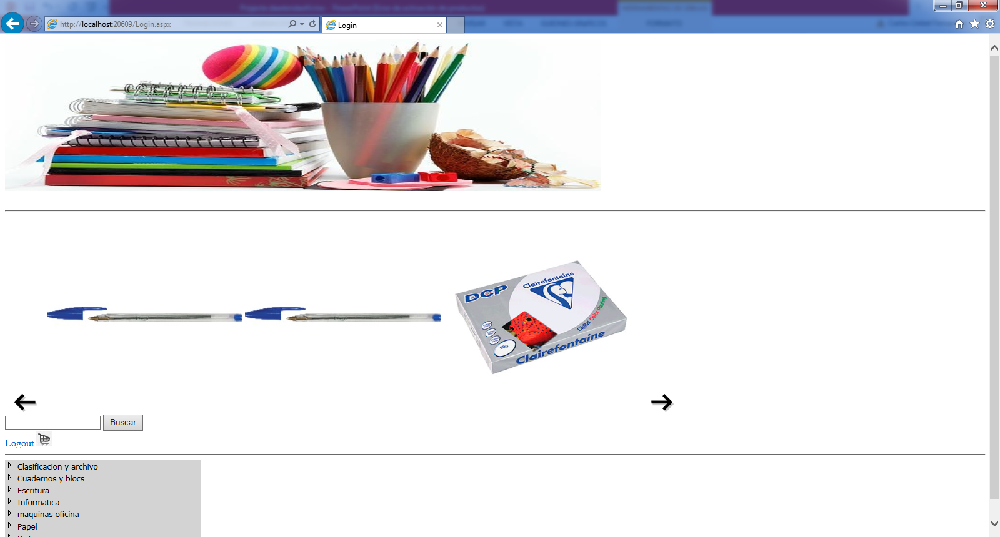 http://localhost:20609/Login.aspx
Login
DCP
Clairefontaine
Digital Color Printing
90g
Clairefontaine
Buscar
Logout
Clasificacion y archivo
Cuadernos y blocs
Escritura
Informatica
maquinas oficina
Papel